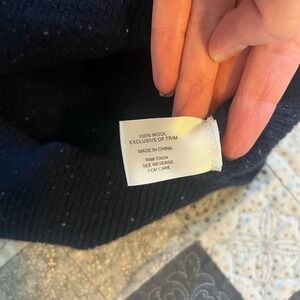 100% WOOL
EXCLUSIVE OF TRIM
MADE IN CHINA
SEE REVERSE
FOR CARE